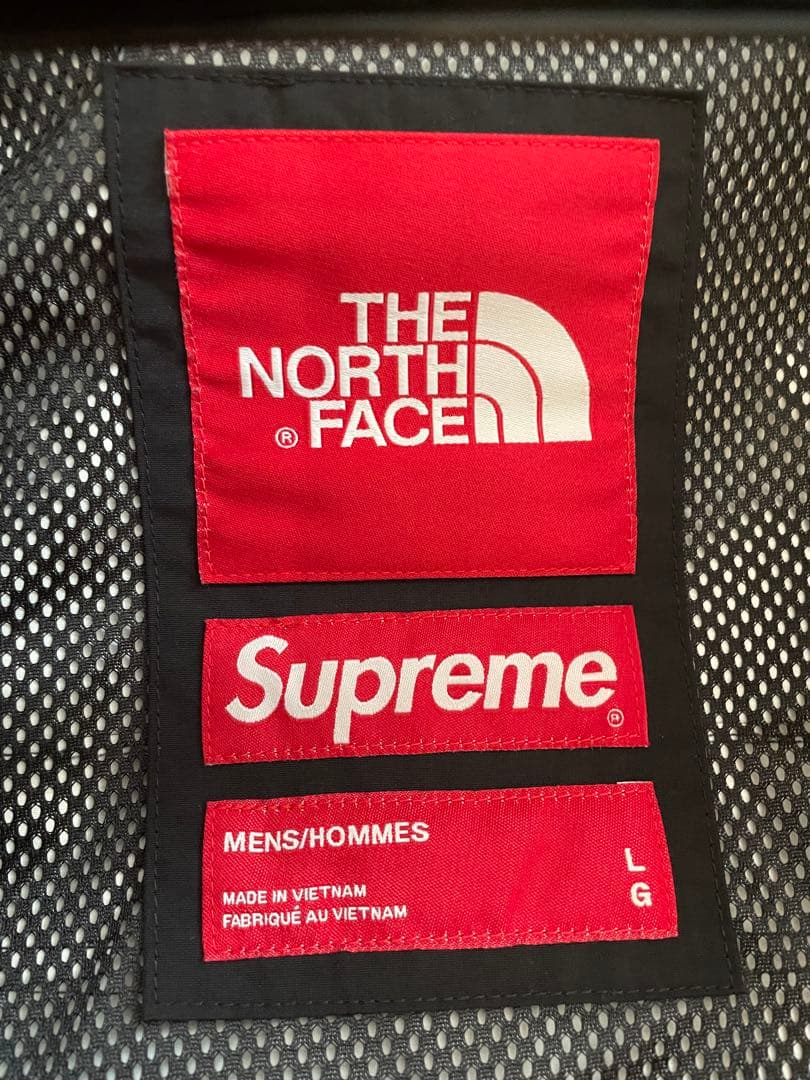 THE
NORTH
® FACE
Supreme
®
MENS/HOMMES
L
G
MADE IN VIETNAM
FABRIQUÉ AU VIETNAM